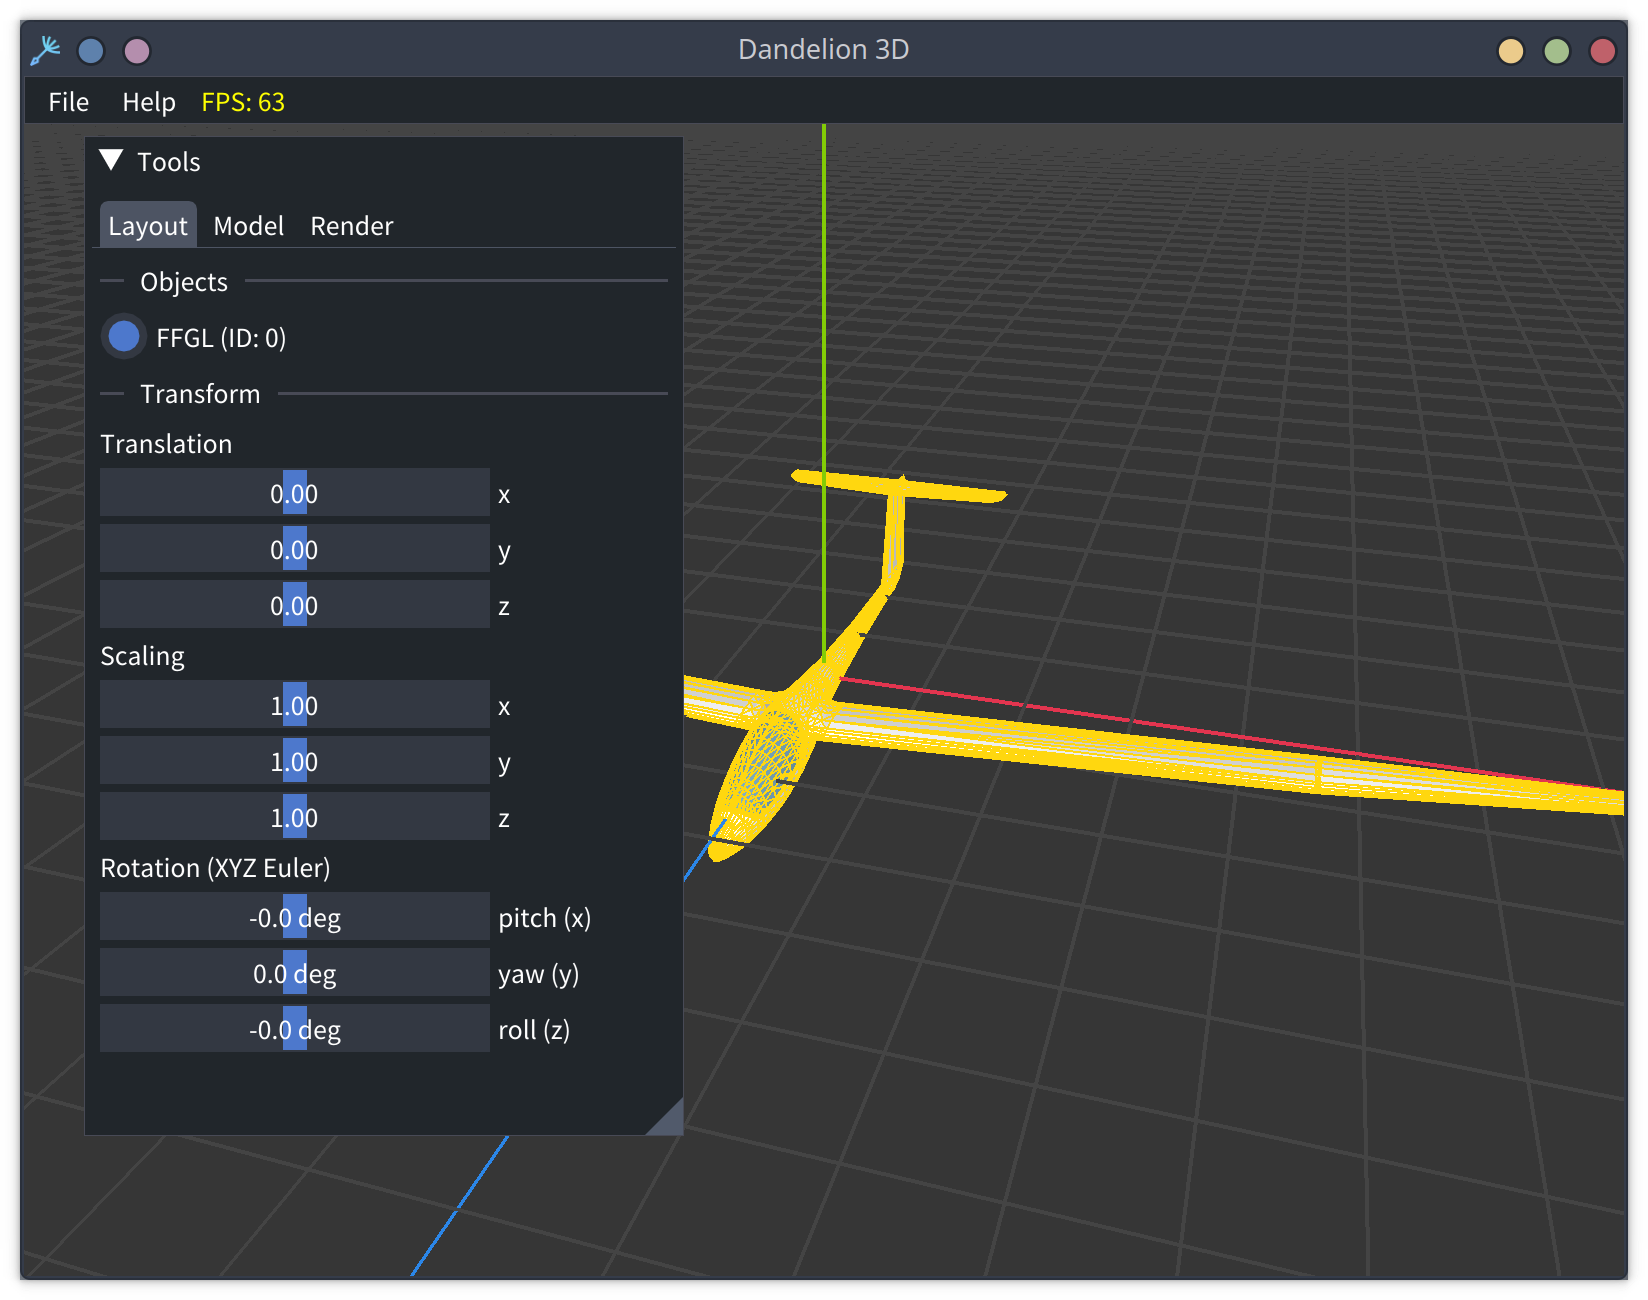 Dandelion 3D
File Help FPS: 63
Tools
Layout Model Render
Objects
FFGL (ID: 0)
Transform
Translation
0.00 x
0.00 y
0.00 z
Scaling
1.00 x
1.00 y
1.00 z
Rotation (XYZ Euler)
-0.0 deg pitch (x)
0.0 deg yaw (y)
-0.0 deg roll (z)